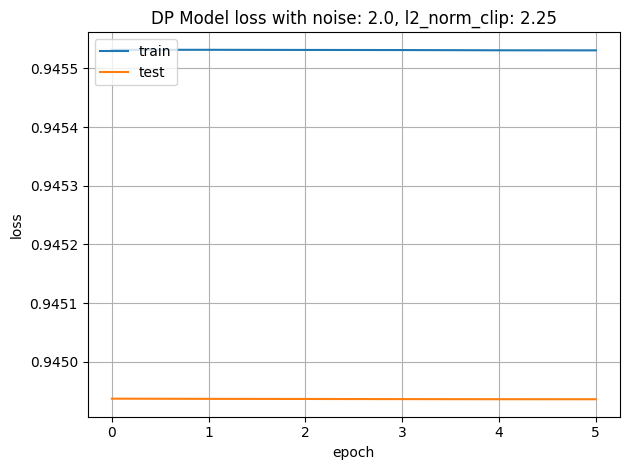 DP Model loss with noise: 2.0, l2_norm_clip: 2.25
train
test
0.9455
0.9454
0.9453
0.9452
0.9451
0.9450
loss
0 1 2 3 4 5
epoch